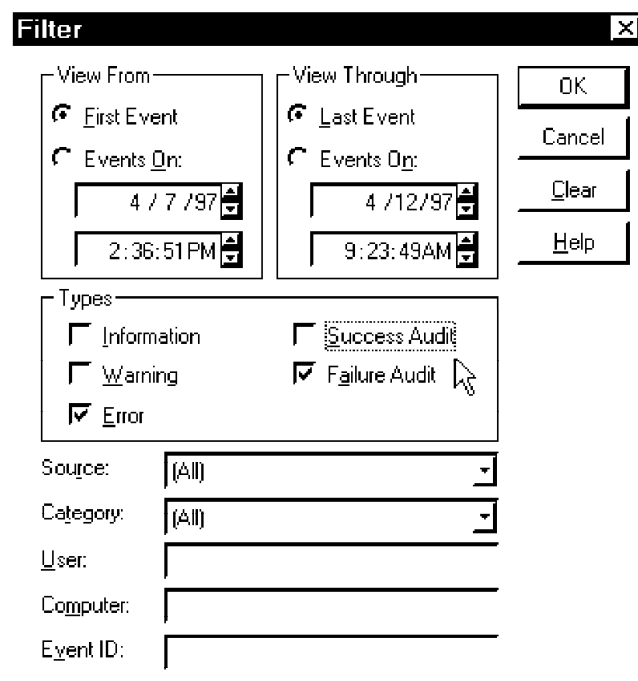 Filter
View From
First Event
Events On:
4 / 7 /97
2:36:51PM
View Through
Last Event
Events On:
4 /12/97
9:23:49AM
OK
Cancel
Clear
Help
Types
Information
Warning
Error
Success Audit
Failure Audit
Source: (All)
Category: (All)
User:
Computer:
Event ID: